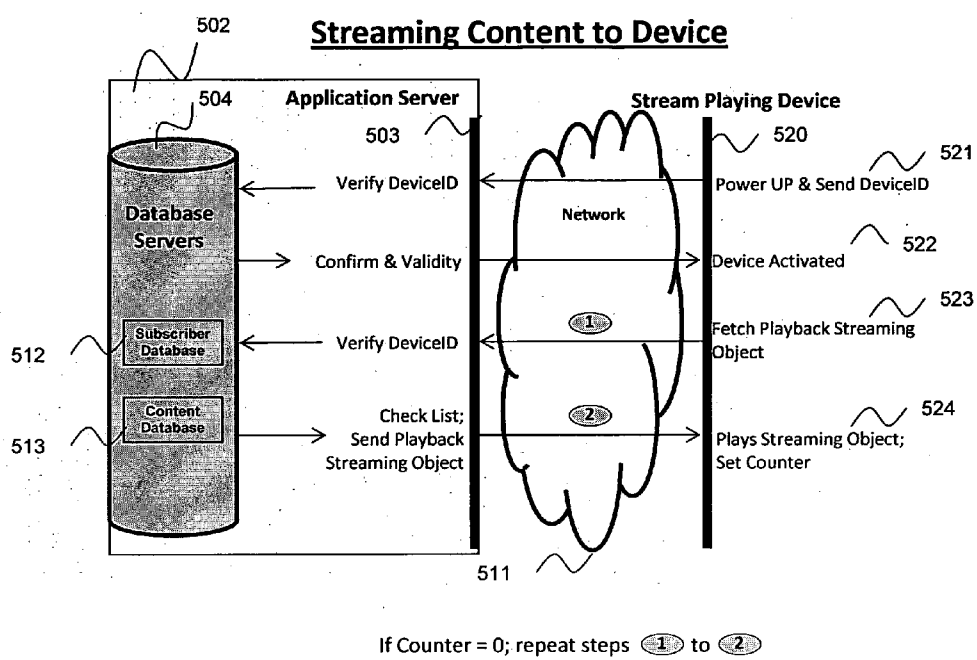 Streaming Content to Device
502
504
Application Server
503
Stream Playing Device
520
521
Verify DeviceID
Power UP & Send DeviceID
Database
Servers
Network
522
Confirm & Validity
Device Activated
523
1
512
Subscriber
Database
Verify DeviceID
Fetch Playback Streaming
Object
524
513
Content
Database
Check List;
Send Playback
Streaming Object
2
Plays Streaming Object;
Set Counter
511
If Counter = 0; repeat steps 1 to 2